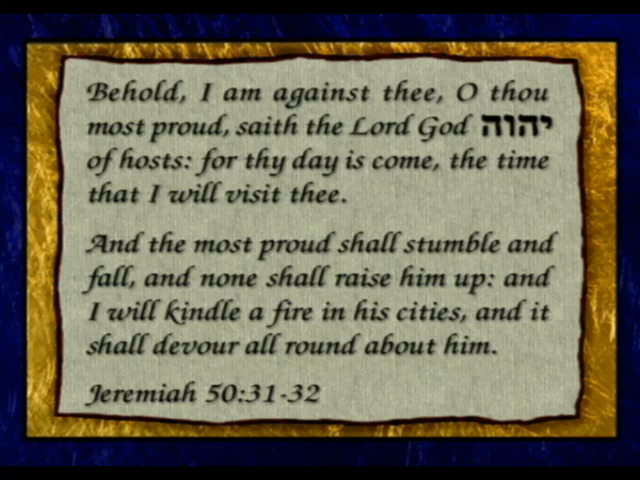 Behold, I am against thee, O thou
most proud, saith the Lord God יהוה
of hosts: for thy day is come, the time
that I will visit thee.
And the most proud shall stumble and
fall, and none shall raise him up: and
I will kindle a fire in his cities, and it
shall devour all round about him.
Jeremiah 50:31-32